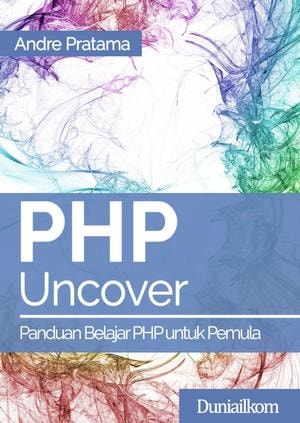 Andre Pratama
PHP
Uncover
Panduan Belajar PHP untuk Pemula
Duniailkom